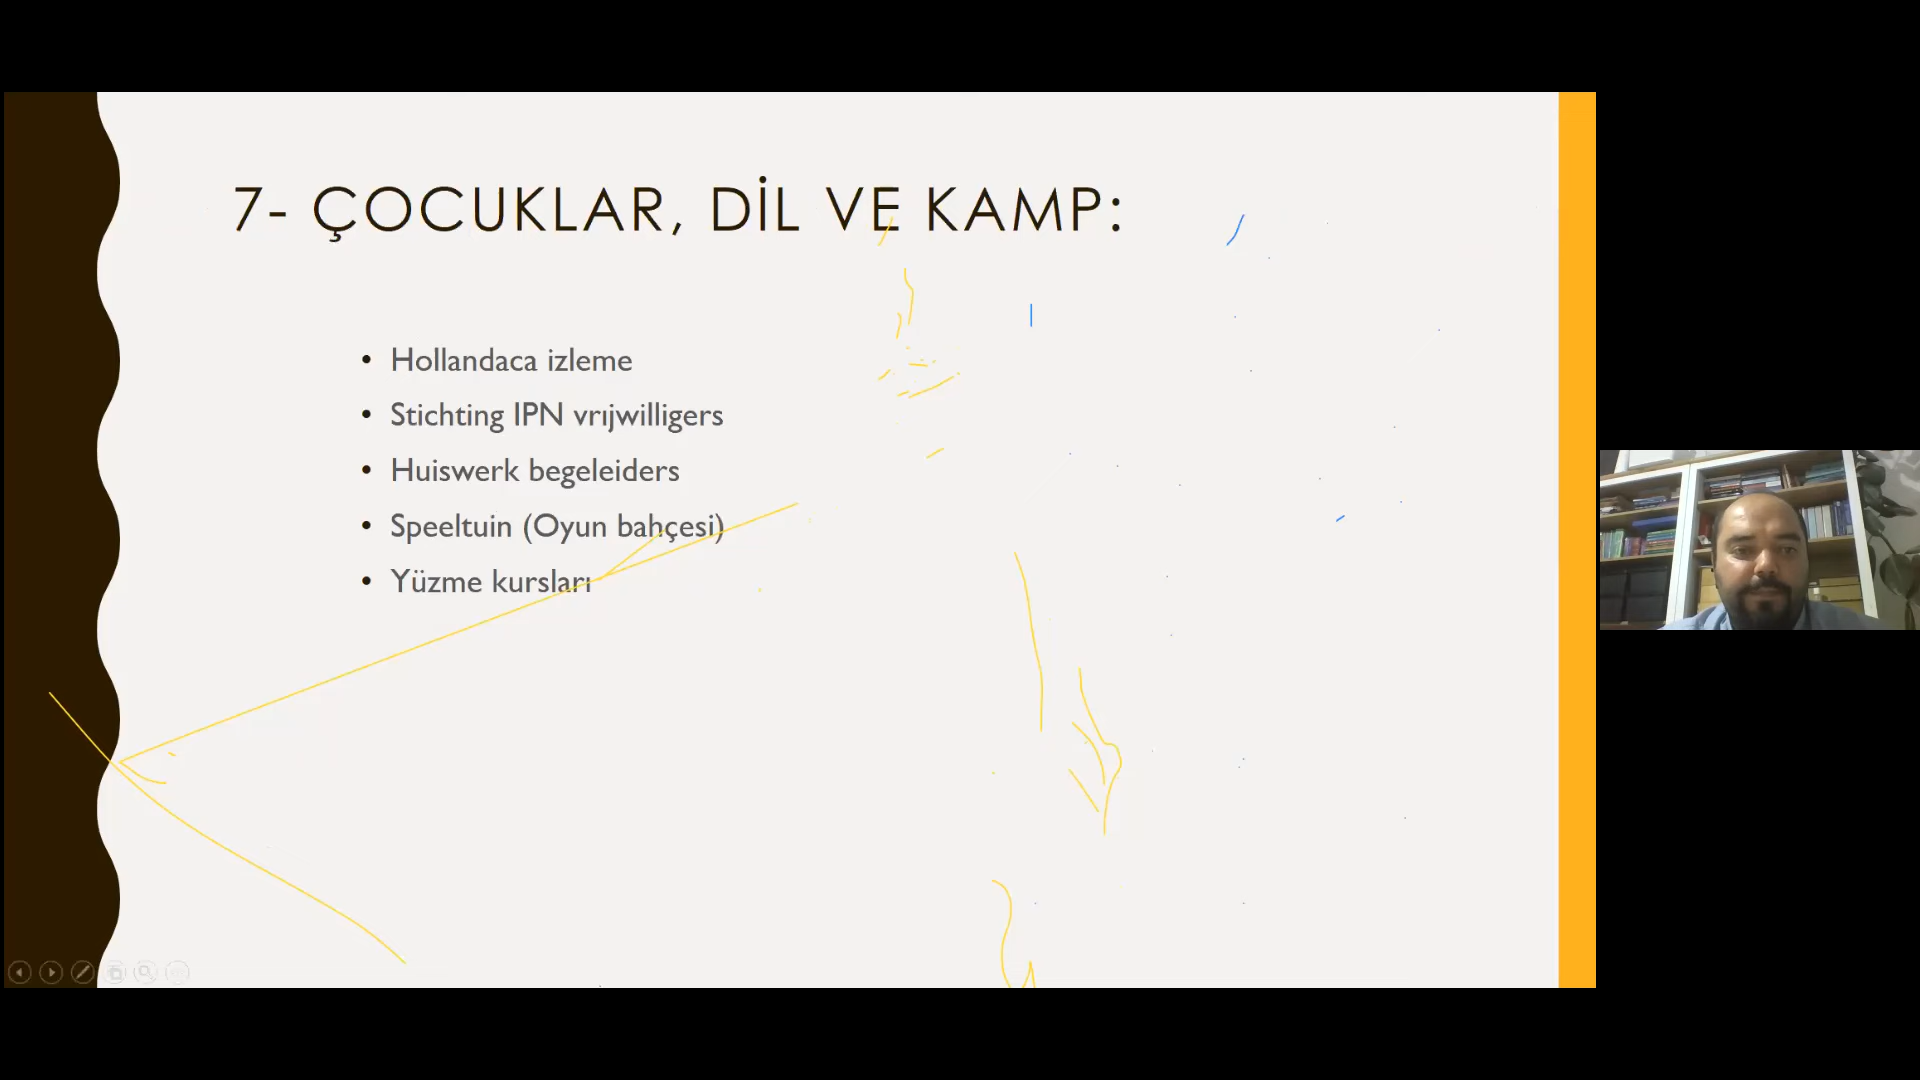 7- ÇOCUKLAR, DİL VE KAMP:
• Hollandaca izleme
• Stichting IPN vrijwilligers
• Huiswerk begeleiders
• Speeltuin (Oyun bahçesi)
• Yüzme kursları